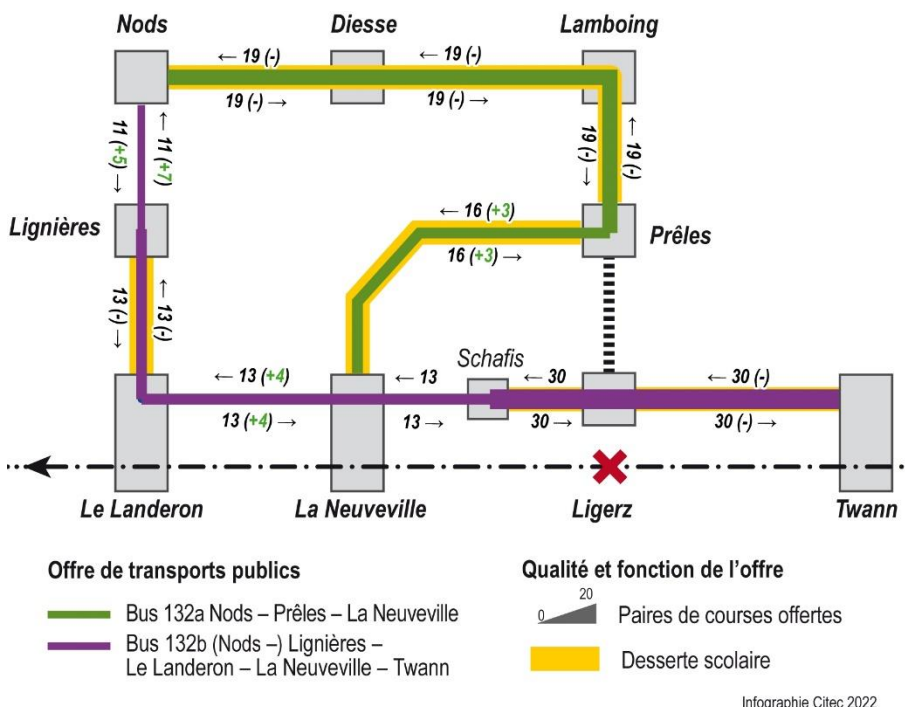 Nods
Diesse
Lamboing
← 19 (-)
← 19 (-)
19 (-) →
19 (-) →
11 (+5) →
← 11 (+7)
19 (-) →
← 19 (-)
Lignières
← 16 (+3)
16 (+3) →
Prêles
13 (-) →
← 13 (-)
Schafis
← 13 (+4)
← 13
← 30
← 30 (-)
13 (+4) →
13 →
30 →
30 (-) →
Le Landeron
La Neuveville
Ligerz
Twann
Offre de transports publics
Bus 132a Nods – Prêles – La Neuveville
Bus 132b (Nods –) Lignières –
Le Landeron – La Neuveville – Twann
Qualité et fonction de l'offre
0 20
Paires de courses offertes
Desserte scolaire
Infographie Citec 2022